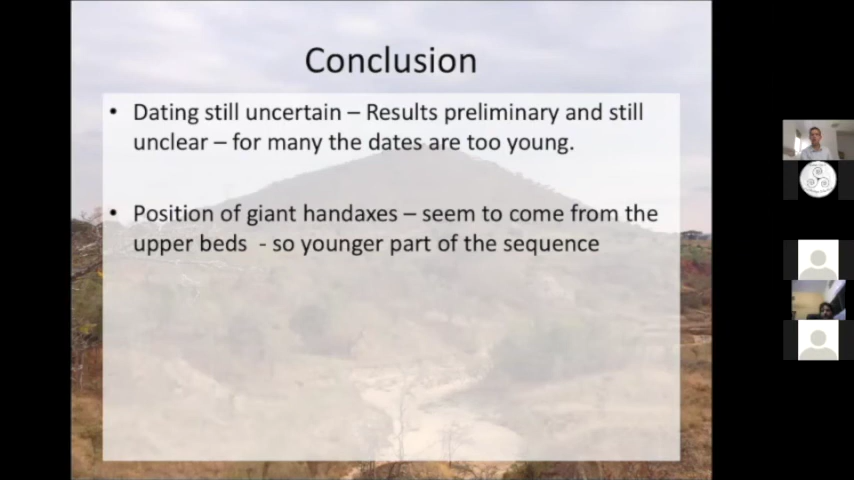 Conclusion
• Dating still uncertain – Results preliminary and still
unclear – for many the dates are too young.
• Position of giant handaxes – seem to come from the
upper beds  - so younger part of the sequence